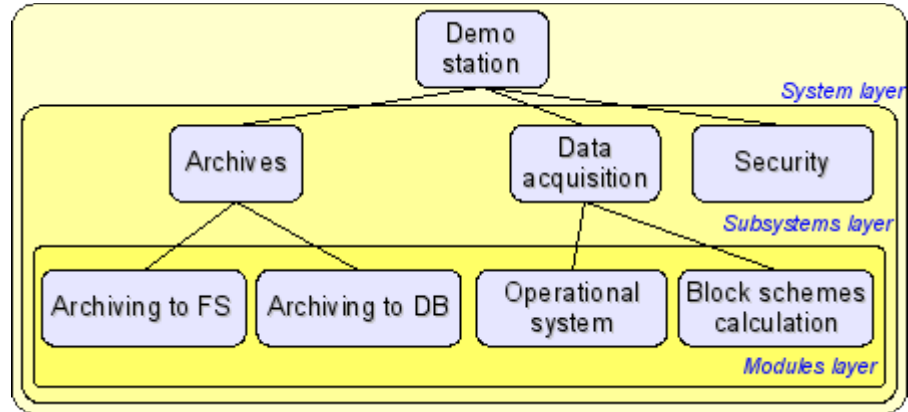 Demo
station
System layer
Archives
Data
acquisition
Security
Subsystems layer
Archiving to FS
Archiving to DB
Operational
system
Block schemes
calculation
Modules layer